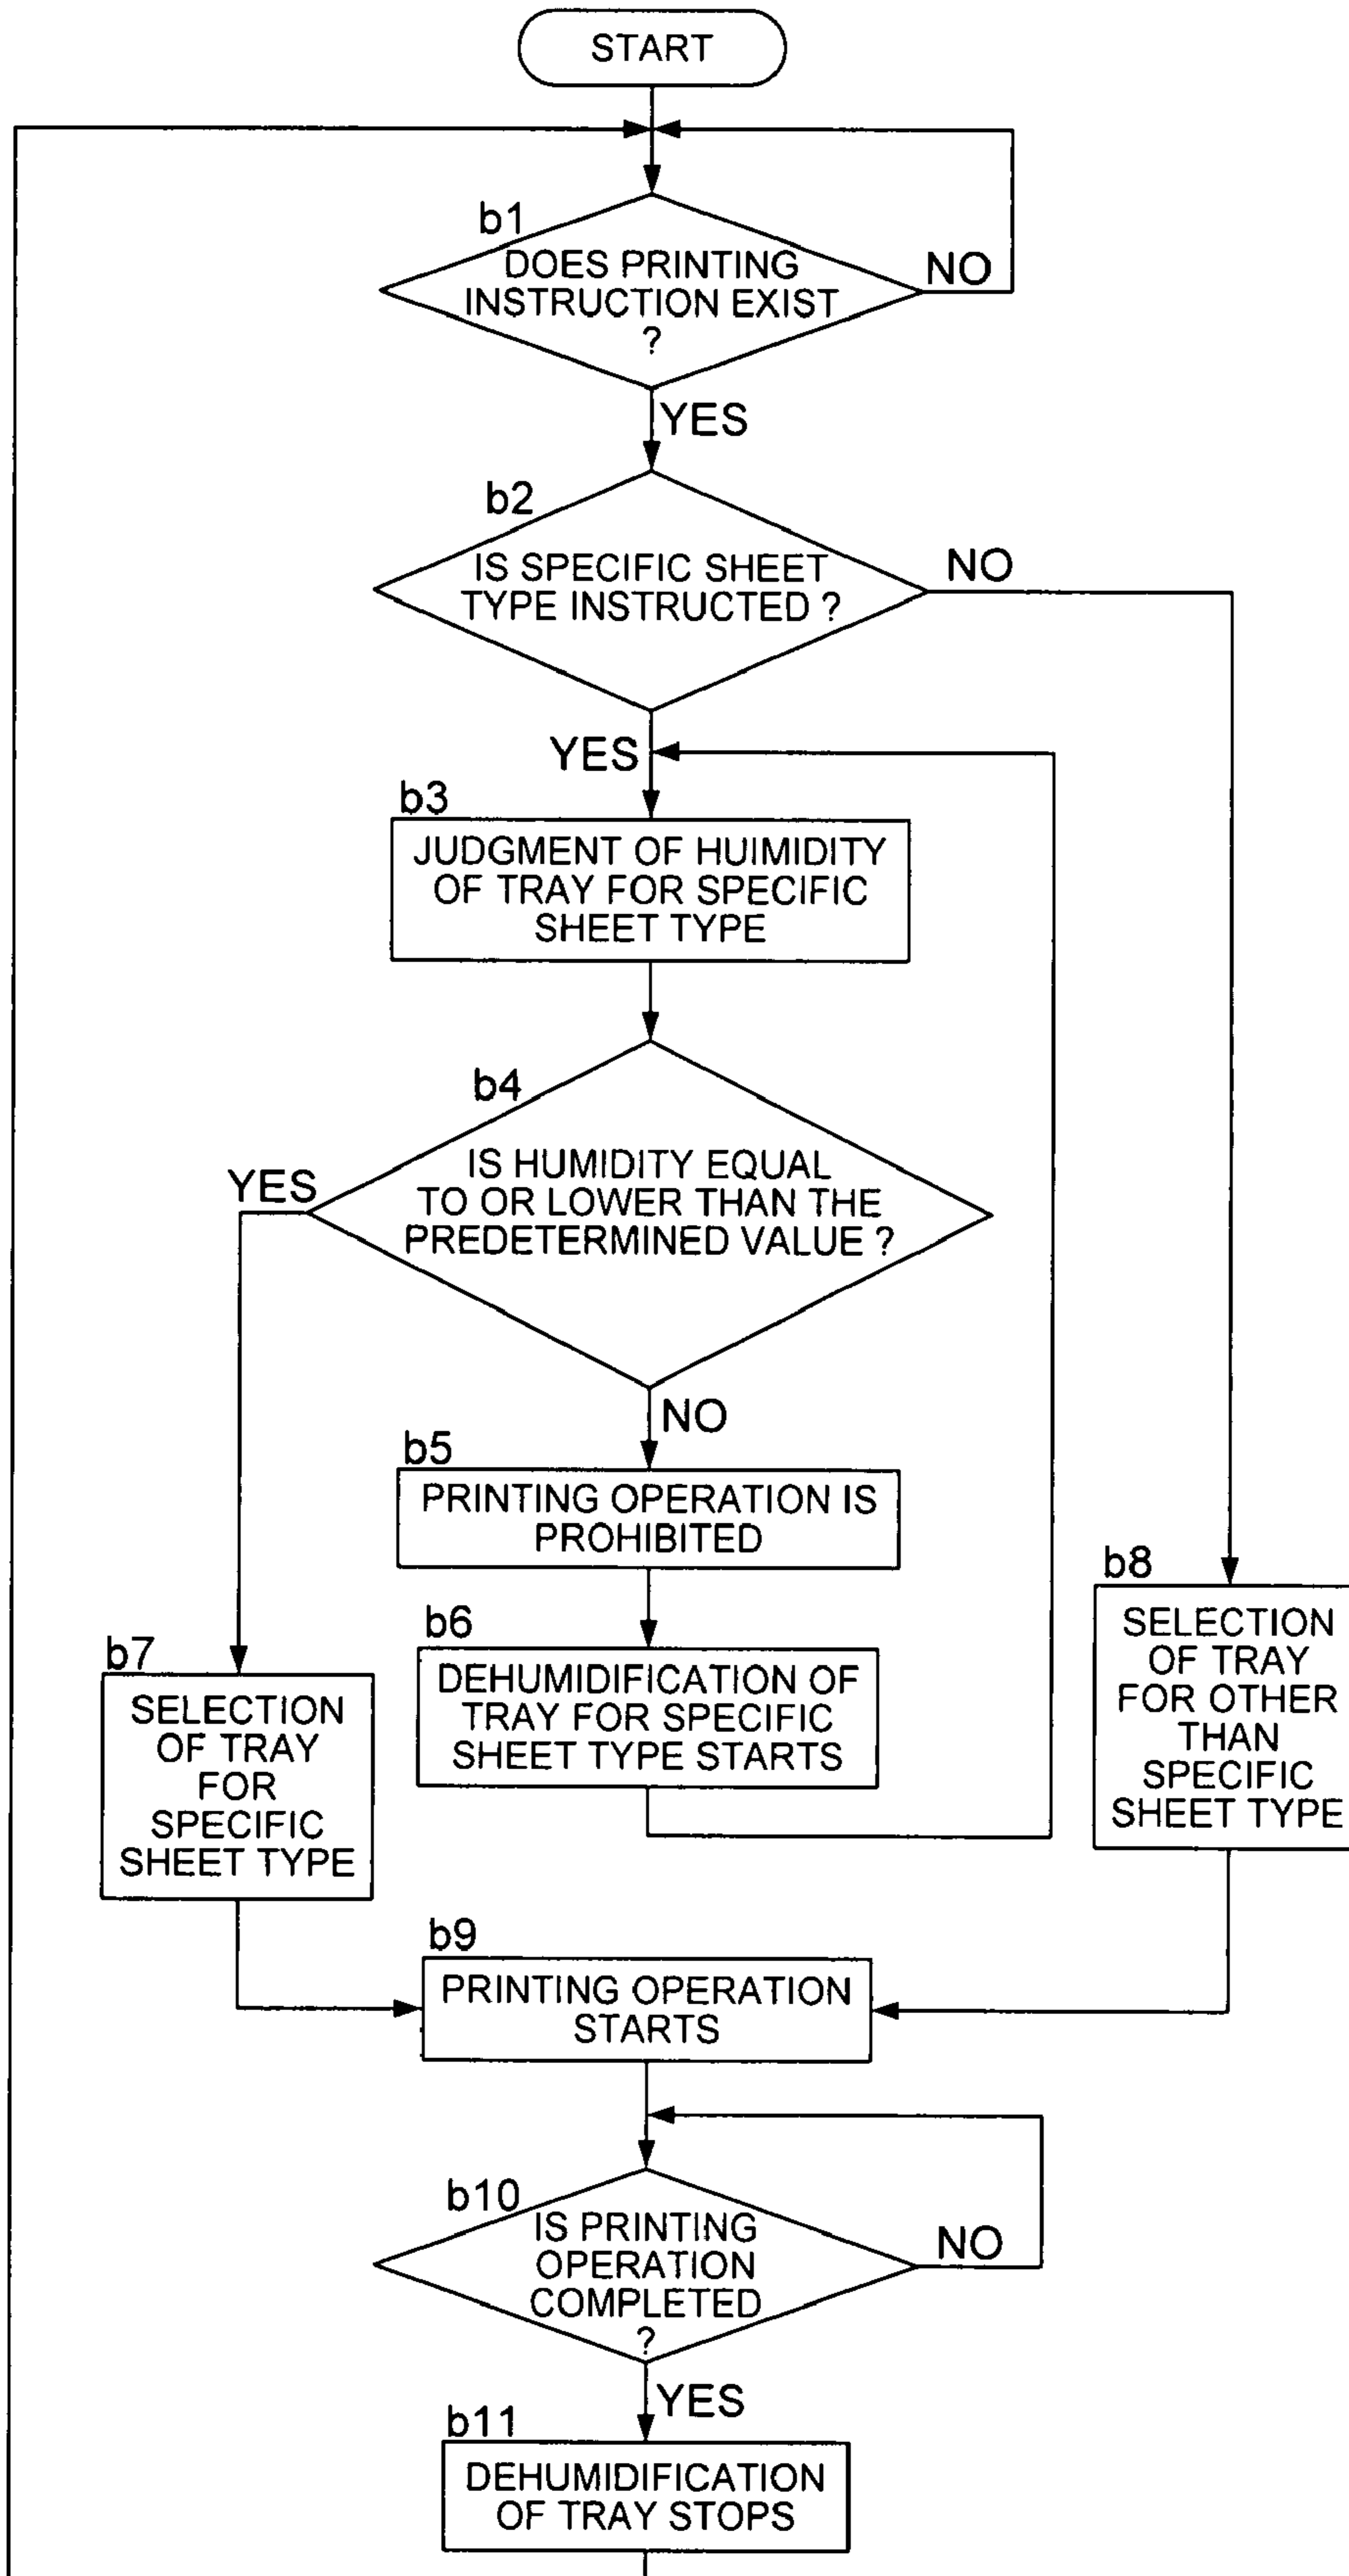 START
b1
DOES PRINTING
INSTRUCTION EXIST
?
NO
YES
b2
IS SPECIFIC SHEET
TYPE INSTRUCTED ?
NO
YES
b3
JUDGMENT OF HUIMIDITY
OF TRAY FOR SPECIFIC
SHEET TYPE
b4
IS HUMIDITY EQUAL
TO OR LOWER THAN THE
PREDETERMINED VALUE ?
YES
NO
b5
PRINTING OPERATION IS
PROHIBITED
b6
DEHUMIDIFICATION OF
TRAY FOR SPECIFIC
SHEET TYPE STARTS
b7
SELECTION
OF TRAY
FOR
SPECIFIC
SHEET TYPE
b8
SELECTION
OF TRAY
FOR OTHER
THAN
SPECIFIC
SHEET TYPE
b9
PRINTING OPERATION
STARTS
b10
IS PRINTING
OPERATION
COMPLETED
?
NO
YES
b11
DEHUMIDIFICATION
OF TRAY STOPS